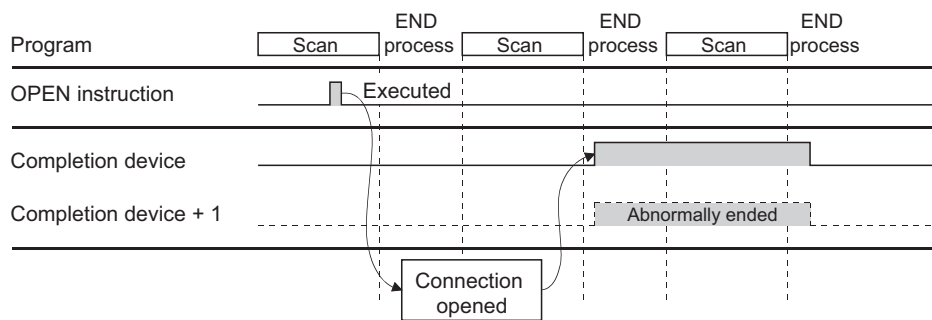 END process END process END process
Program Scan Scan Scan
OPEN instruction Executed
Completion device
Completion device + 1 Abnormally ended
Connection opened